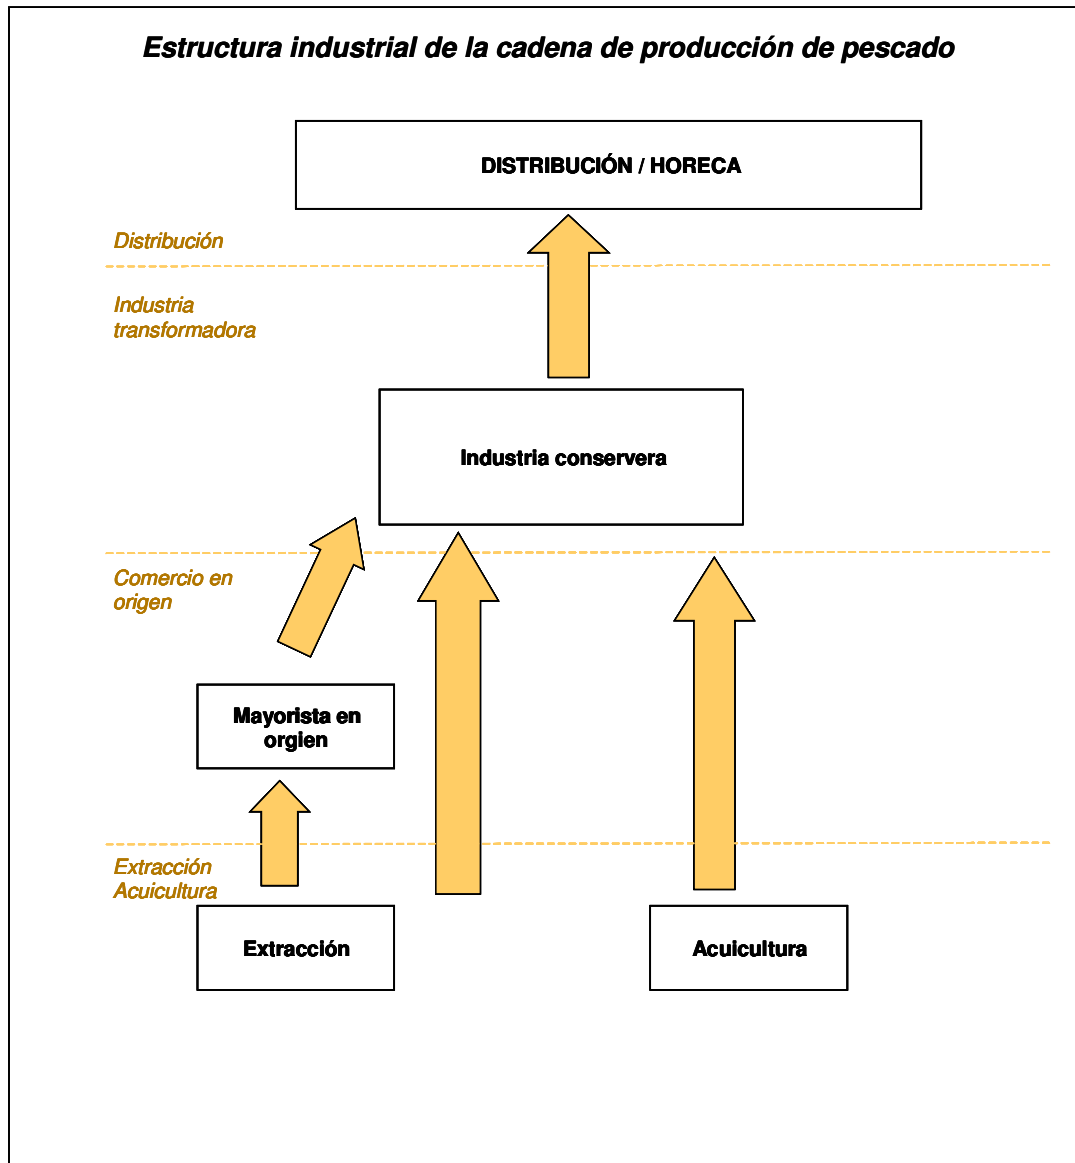 Estructura industrial de la cadena de producción de pescado
DISTRIBUCIÓN / HORECA
Distribución
Industria
transformadora
Industria conservera
Comercio en
origen
Mayorista en
orgien
Extracción
Acuicultura
Extracción
Acuicultura